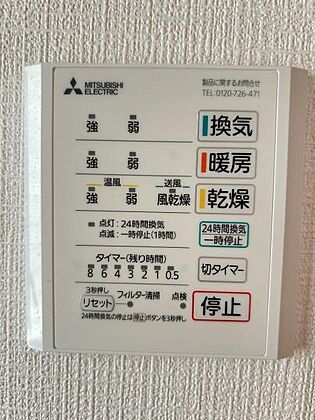 MITSUBISHI ELECTRIC
製品に関するお問合せ
TEL:0120-726-471
強 弱 換気
強 弱 暖房
温風 送風
強 弱 風乾燥 乾燥
点灯:24時間換気
点滅:一時停止(1時間)
24時間換気
一時停止
タイマー(残り時間)
8 6 4 3 2 1 0.5
切タイマー
3秒押し
リセット フィルター清掃 点検
停止
24時間換気の停止は停止ボタンを3秒押し